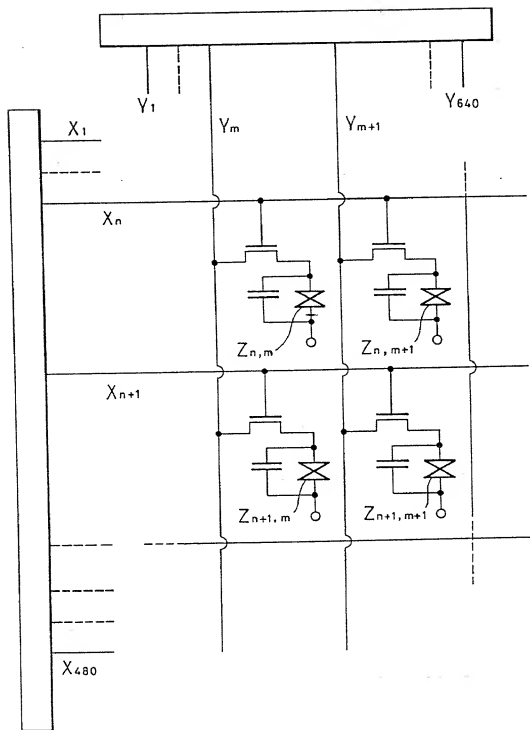 Y1
Ym
Ym+1
Y640
X1
Xn
Zn,m
Zn,m+1
Xn+1
Zn+1,m
Zn+1,m+1
X480